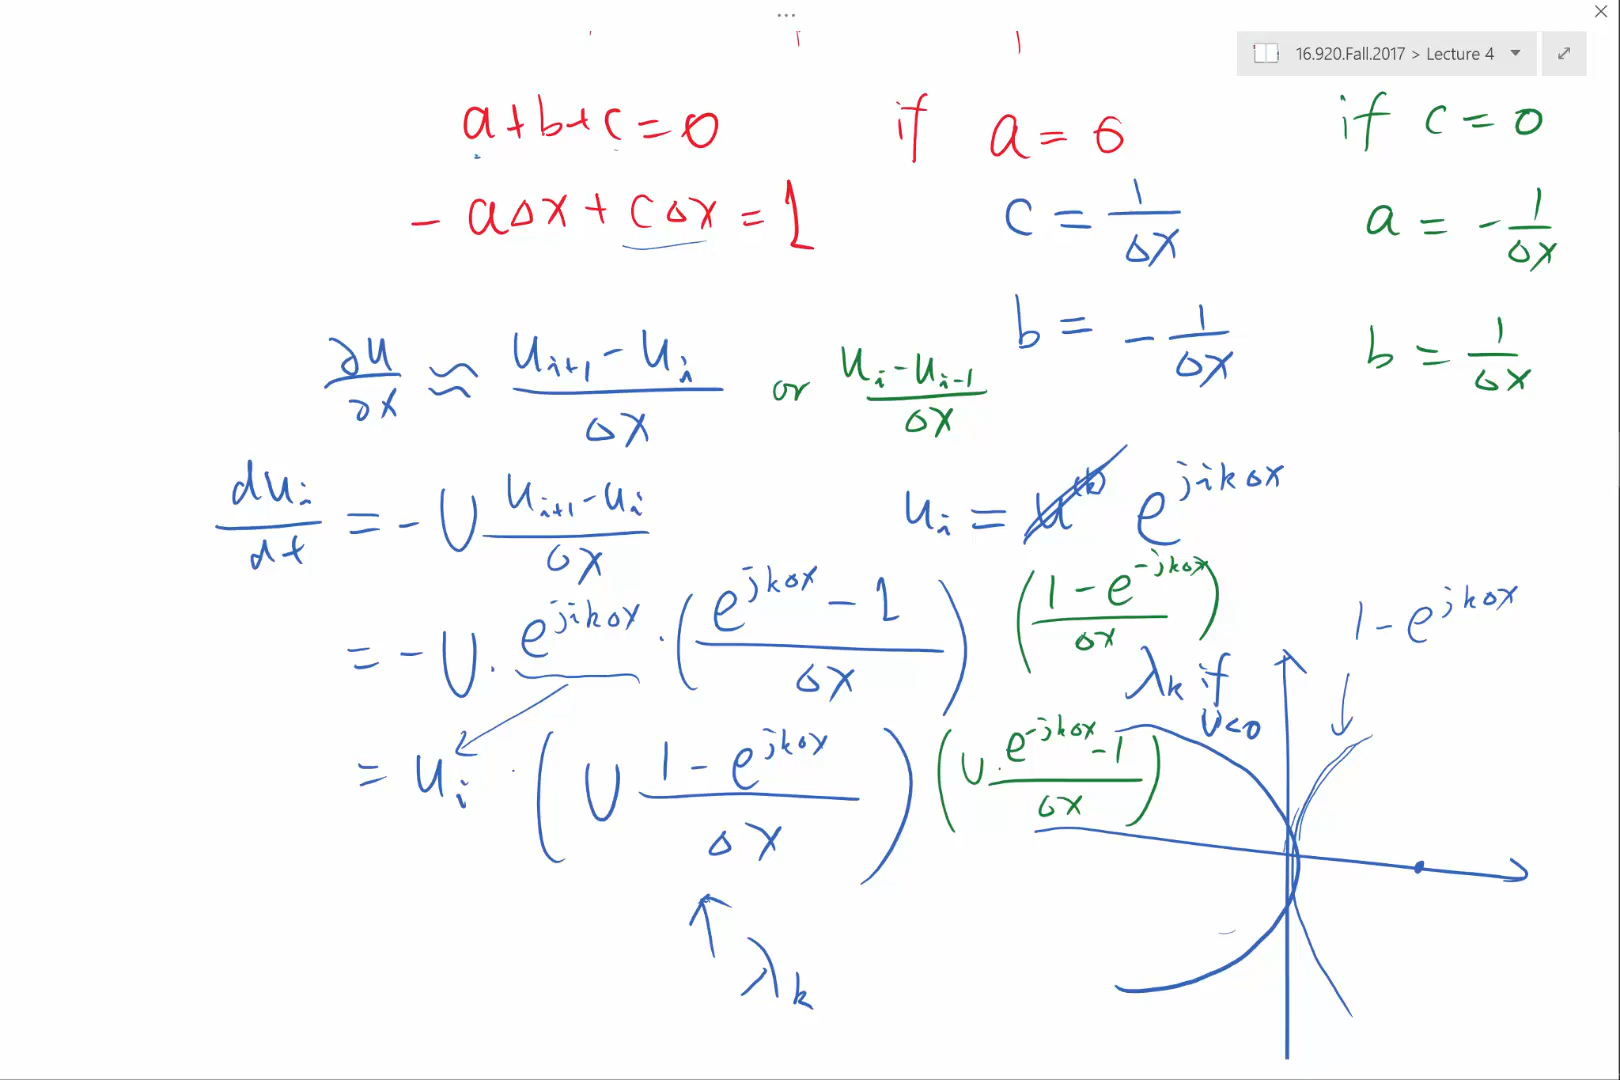 16.920.Fall.2017 > Lecture 4
a+b+c=0
if a = 0
if c = 0
- aΔx + cΔx = 1
c = 1/Δx
a = - 1/Δx
b = - 1/Δx
b = 1/Δx
∂u/∂x ≈ (u_{i+1} - u_i)/Δx or (u_i - u_{i-1})/Δx
du_i/dt = - U (u_{i+1} - u_i)/Δx
u_i = e^{jikΔx}
= - U · e^{jikΔx} · ((e^{jkΔx} - 1)/Δx) ((1 - e^{-jkΔx})/Δx)
1 - e^{jkΔx}
λ_k if U<0
= u_i · (U (1 - e^{jkΔx})/Δx) (U · (e^{-jkΔx} - 1)/Δx)
λ_k